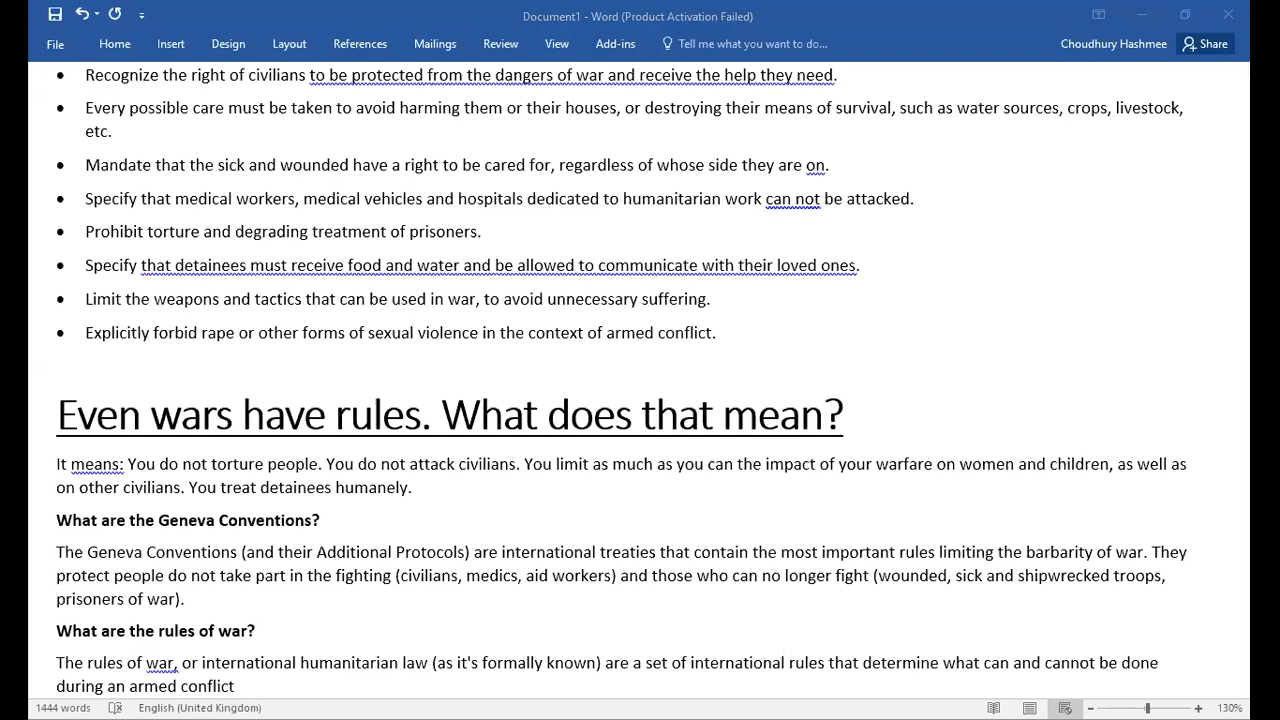 Document1 - Word (Product Activation Failed)
File Home Insert Design Layout References Mailings Review View Add-ins Tell me what you want to do... Choudhury Hashmee Share
• Recognize the right of civilians to be protected from the dangers of war and receive the help they need.
• Every possible care must be taken to avoid harming them or their houses, or destroying their means of survival, such as water sources, crops, livestock,
etc.
• Mandate that the sick and wounded have a right to be cared for, regardless of whose side they are on.
• Specify that medical workers, medical vehicles and hospitals dedicated to humanitarian work can not be attacked.
• Prohibit torture and degrading treatment of prisoners.
• Specify that detainees must receive food and water and be allowed to communicate with their loved ones.
• Limit the weapons and tactics that can be used in war, to avoid unnecessary suffering.
• Explicitly forbid rape or other forms of sexual violence in the context of armed conflict.
Even wars have rules. What does that mean?
It means: You do not torture people. You do not attack civilians. You limit as much as you can the impact of your warfare on women and children, as well as
on other civilians. You treat detainees humanely.
What are the Geneva Conventions?
The Geneva Conventions (and their Additional Protocols) are international treaties that contain the most important rules limiting the barbarity of war. They
protect people do not take part in the fighting (civilians, medics, aid workers) and those who can no longer fight (wounded, sick and shipwrecked troops,
prisoners of war).
What are the rules of war?
The rules of war, or international humanitarian law (as it's formally known) are a set of international rules that determine what can and cannot be done
during an armed conflict
1444 words English (United Kingdom) 130%